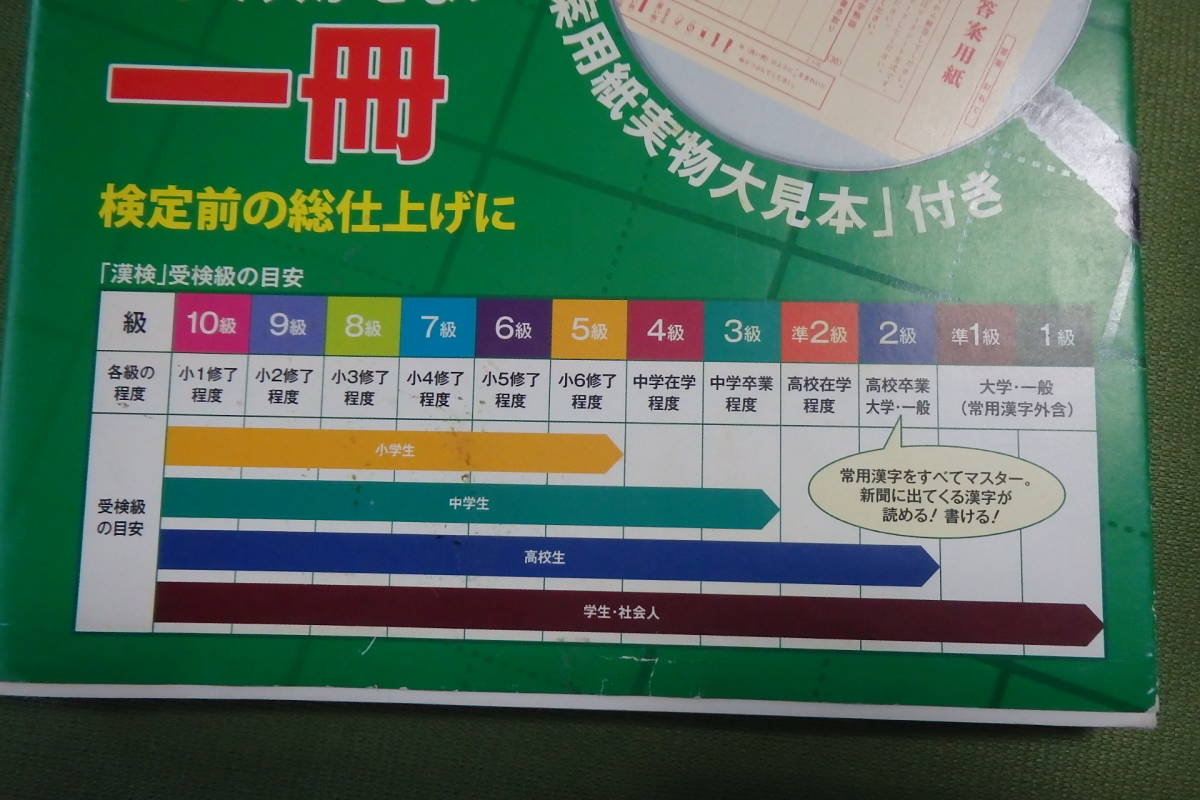 一冊
検定前の総仕上げに
答案用紙
案用紙実物大見本」付き
「漢検」受検級の目安
級 10級 9級 8級 7級 6級 5級 4級 3級 準2級 2級 準1級 1級
各級の程度 小1修了程度 小2修了程度 小3修了程度 小4修了程度 小5修了程度 小6修了程度 中学在学程度 中学卒業程度 高校在学程度 高校卒業大学・一般 大学・一般(常用漢字外含)
常用漢字をすべてマスター。
新聞に出てくる漢字が
読める!書ける!
受検級
の目安
小学生
中学生
高校生
学生・社会人